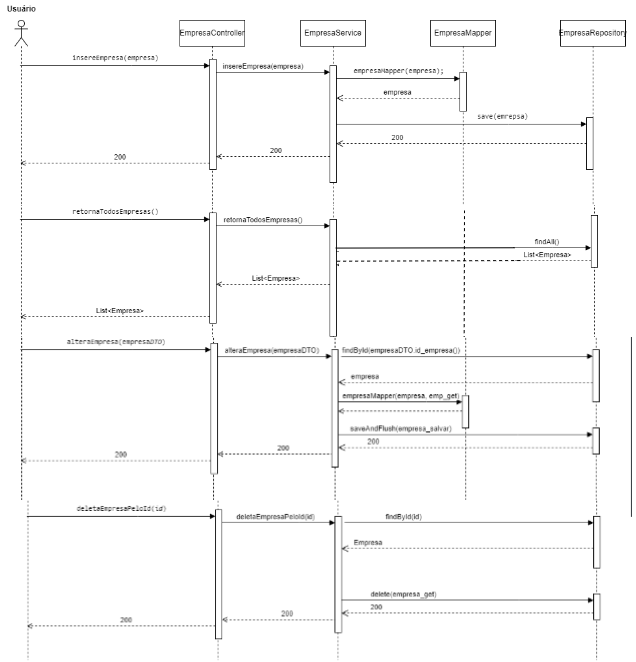 Usuário
EmpresaController
EmpresaService
EmpresaMapper
EmpresaRepository
insereEmpresa(empresa)
insereEmpresa(empresa)
empresaMapper(empresa);
empresa
save(emrepsa)
200
200
200
retornaTodosEmpresas()
retornaTodosEmpresas()
findAll()
List<Empresa>
List<Empresa>
List<Empresa>
alteraEmpresa(empresaDTO)
alteraEmpresa(empresaDTO)
findById(empresaDTO.id_empresa())
empresa
empresaMapper(empresa, emp_get)
saveAndFlush(empresa_salvar)
200
200
200
deletaEmpresaPeloId(id)
deletaEmpresaPeloId(id)
findById(id)
Empresa
delete(empresa_get)
200
200
200